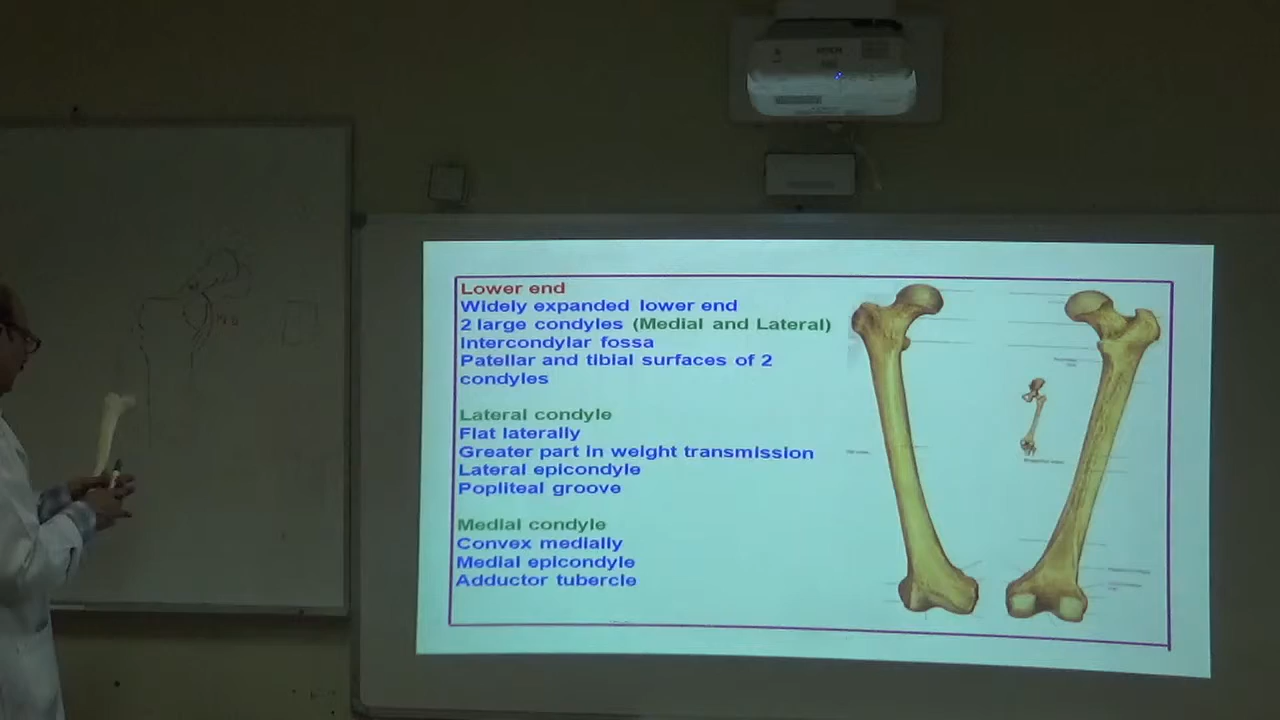 Lower end
Widely expanded lower end
2 large condyles (Medial and Lateral)
Intercondylar fossa
Patellar and tibial surfaces of 2
condyles
Lateral condyle
Flat laterally
Greater part in weight transmission
Lateral epicondyle
Popliteal groove
Medial condyle
Convex medially
Medial epicondyle
Adductor tubercle